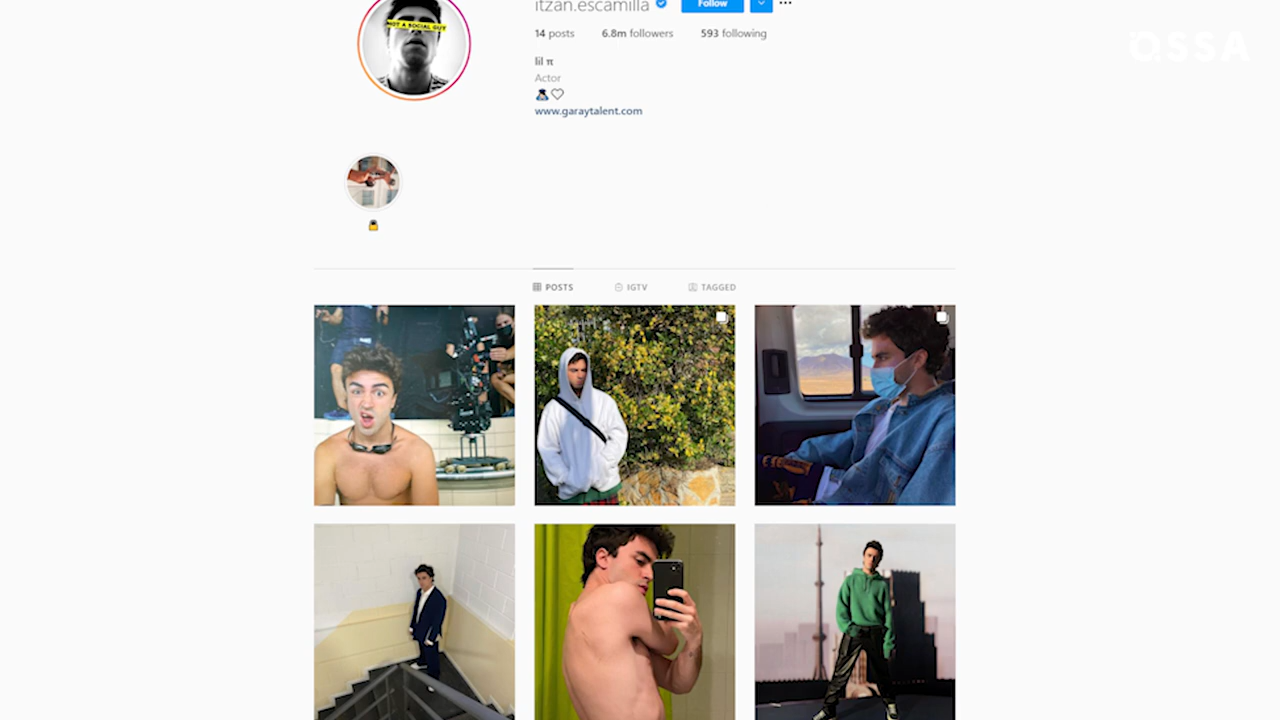 itzan.escamilla Follow
QSSA
NOT A SOCIAL GUY
14 posts 6.8m followers 593 following
lil π
Actor
www.garaytalent.com
POSTS IGTV TAGGED